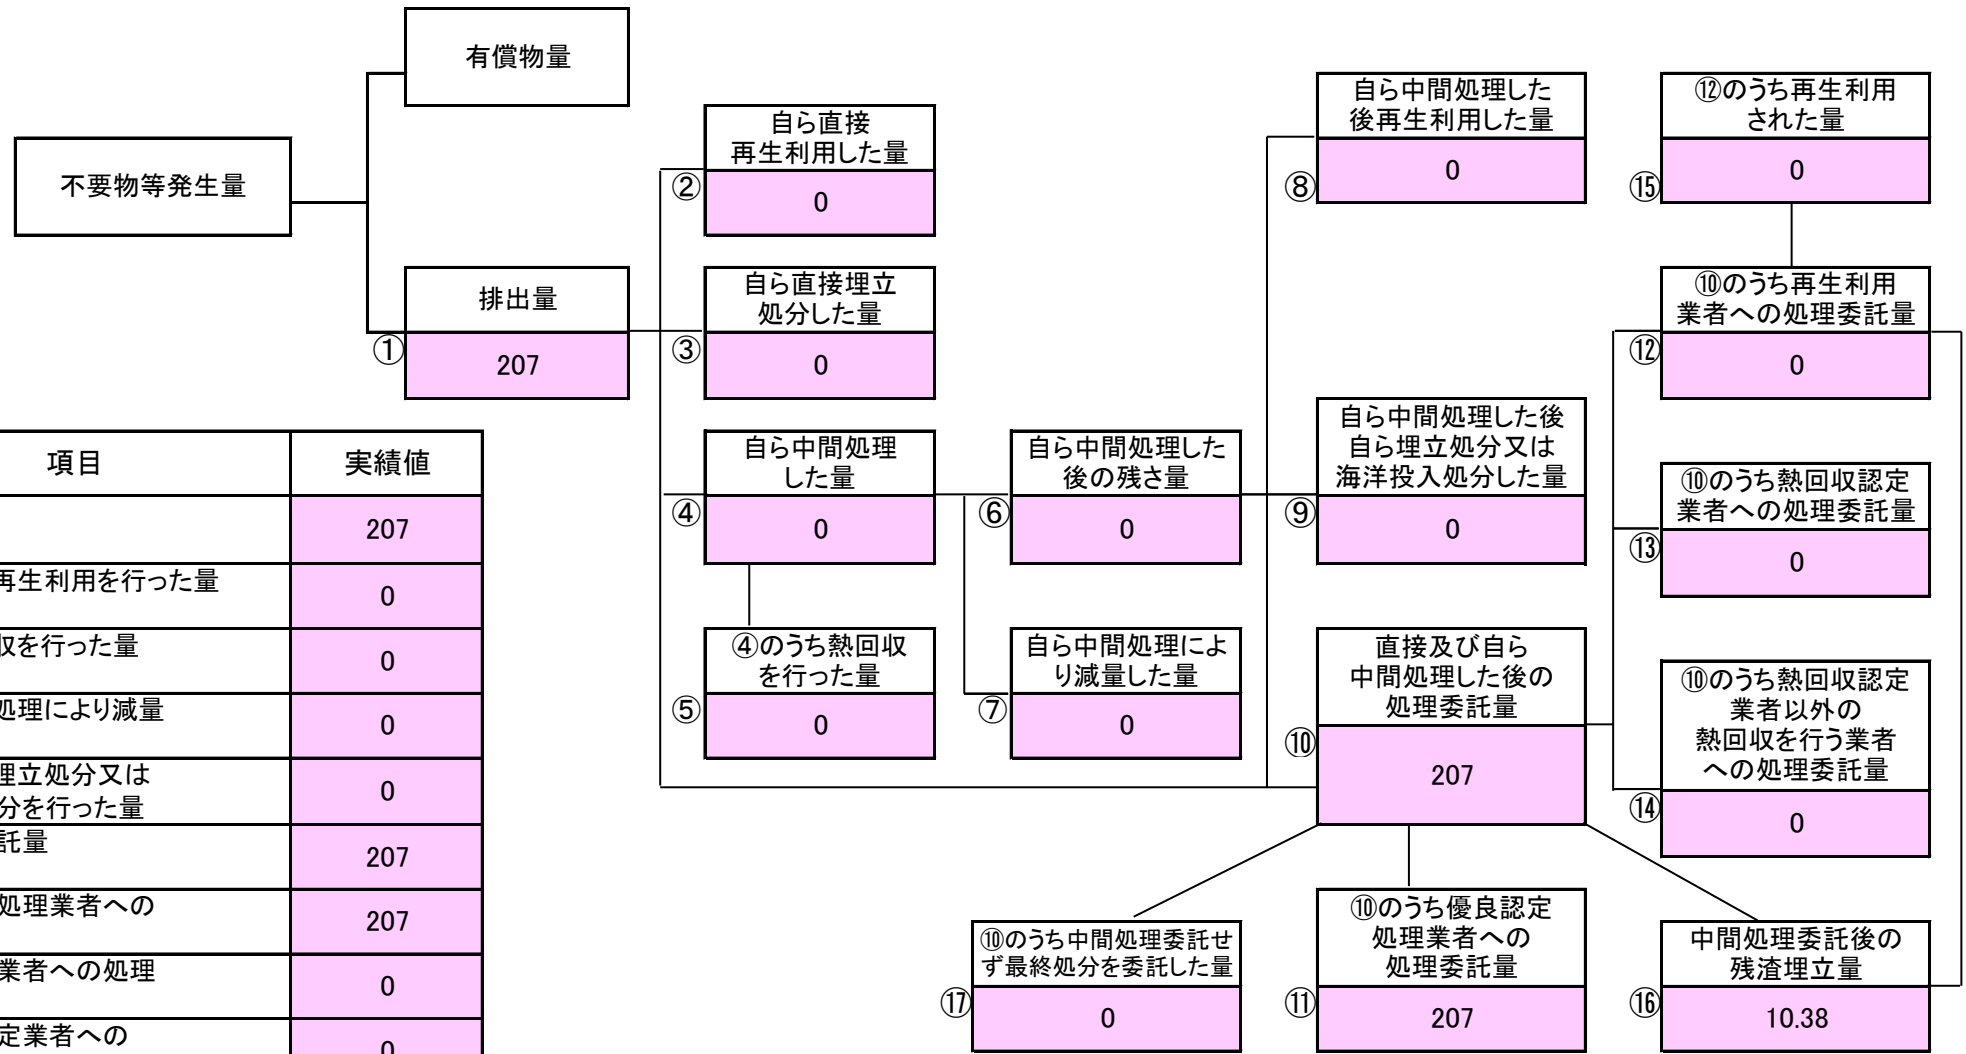 有償物量
不要物等発生量
排出量
①
207
自ら直接
再生利用した量
②
0
自ら直接埋立
処分した量
③
0
自ら中間処理
した量
④
0
④のうち熱回収
を行った量
⑤
0
自ら中間処理した
後の残さ量
⑥
0
自ら中間処理によ
り減量した量
⑦
0
自ら中間処理した
後再生利用した量
⑧
0
自ら中間処理した後
自ら埋立処分又は
海洋投入処分した量
⑨
0
直接及び自ら
中間処理した後の
処理委託量
⑩
207
⑫のうち再生利用
された量
⑮
0
⑩のうち再生利用
業者への処理委託量
⑫
0
⑩のうち熱回収認定
業者への処理委託量
⑬
0
⑩のうち熱回収認定
業者以外の
熱回収を行う業者
への処理委託量
⑭
0
⑩のうち中間処理委託せ
ず最終処分を委託した量
⑰
0
⑩のうち優良認定
処理業者への
処理委託量
⑪
207
中間処理委託後の
残渣埋立量
⑯
10.38
項目 実績値
207
再生利用を行った量 0
収を行った量 0
処理により減量 0
埋立処分又は
分を行った量 0
託量 207
処理業者への 207
業者への処理 0
定業者への 0